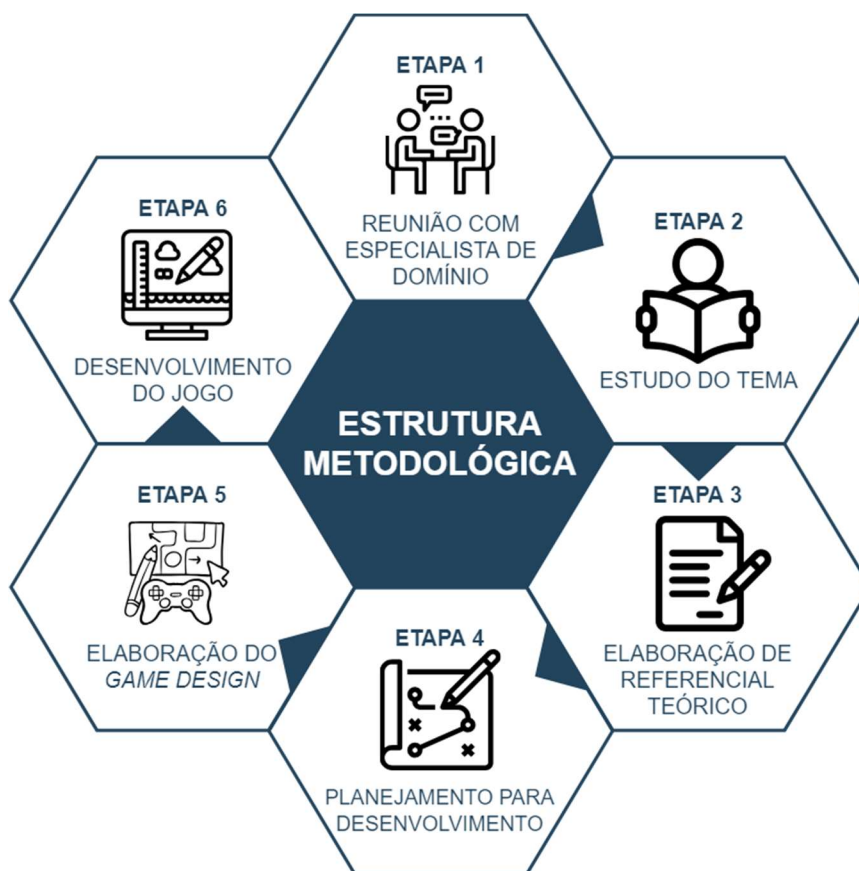 ETAPA 1
REUNIÃO COM
ESPECIALISTA DE
DOMÍNIO
ETAPA 2
ESTUDO DO TEMA
ETAPA 3
ELABORAÇÃO DE
REFERENCIAL
TEÓRICO
ETAPA 4
PLANEJAMENTO PARA
DESENVOLVIMENTO
ETAPA 5
ELABORAÇÃO DO
GAME DESIGN
ETAPA 6
DESENVOLVIMENTO
DO JOGO
ESTRUTURA
METODOLÓGICA